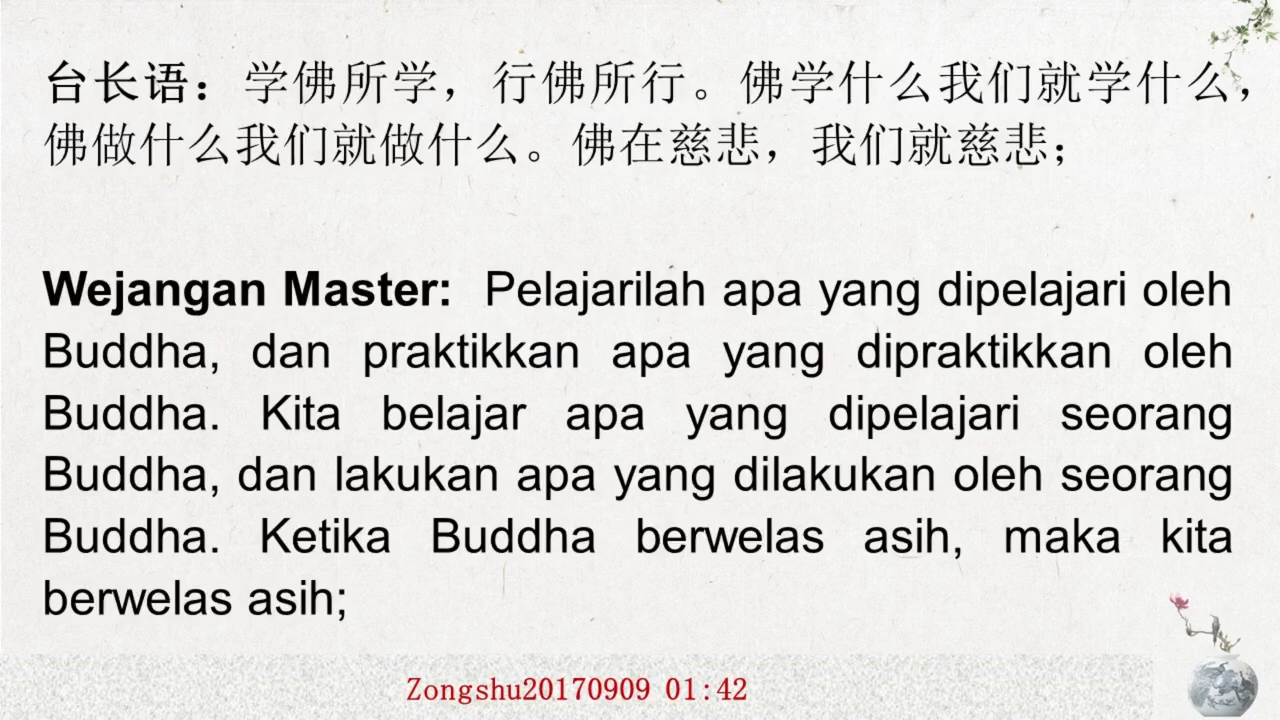 台长语：学佛所学，行佛所行。佛学什么我们就学什么，
佛做什么我们就做什么。佛在慈悲，我们就慈悲；
Wejangan Master: Pelajarilah apa yang dipelajari oleh
Buddha, dan praktikkan apa yang dipraktikkan oleh
Buddha. Kita belajar apa yang dipelajari seorang
Buddha, dan lakukan apa yang dilakukan oleh seorang
Buddha. Ketika Buddha berwelas asih, maka kita
berwelas asih;
Zongshu20170909 01:42